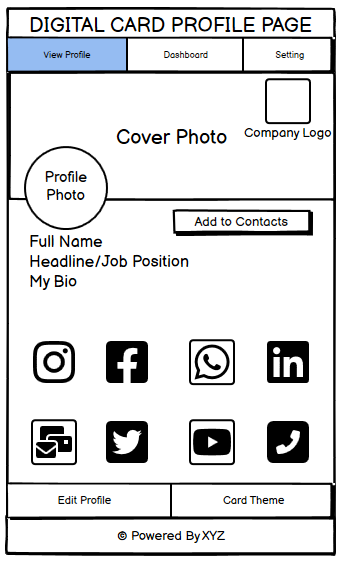 DIGITAL CARD PROFILE PAGE
View Profile
Dashboard
Setting
Cover Photo
Company Logo
Profile
Photo
Add to Contacts
Full Name
Headline/Job Position
My Bio
in
Edit Profile
Card Theme
© Powered By XYZ